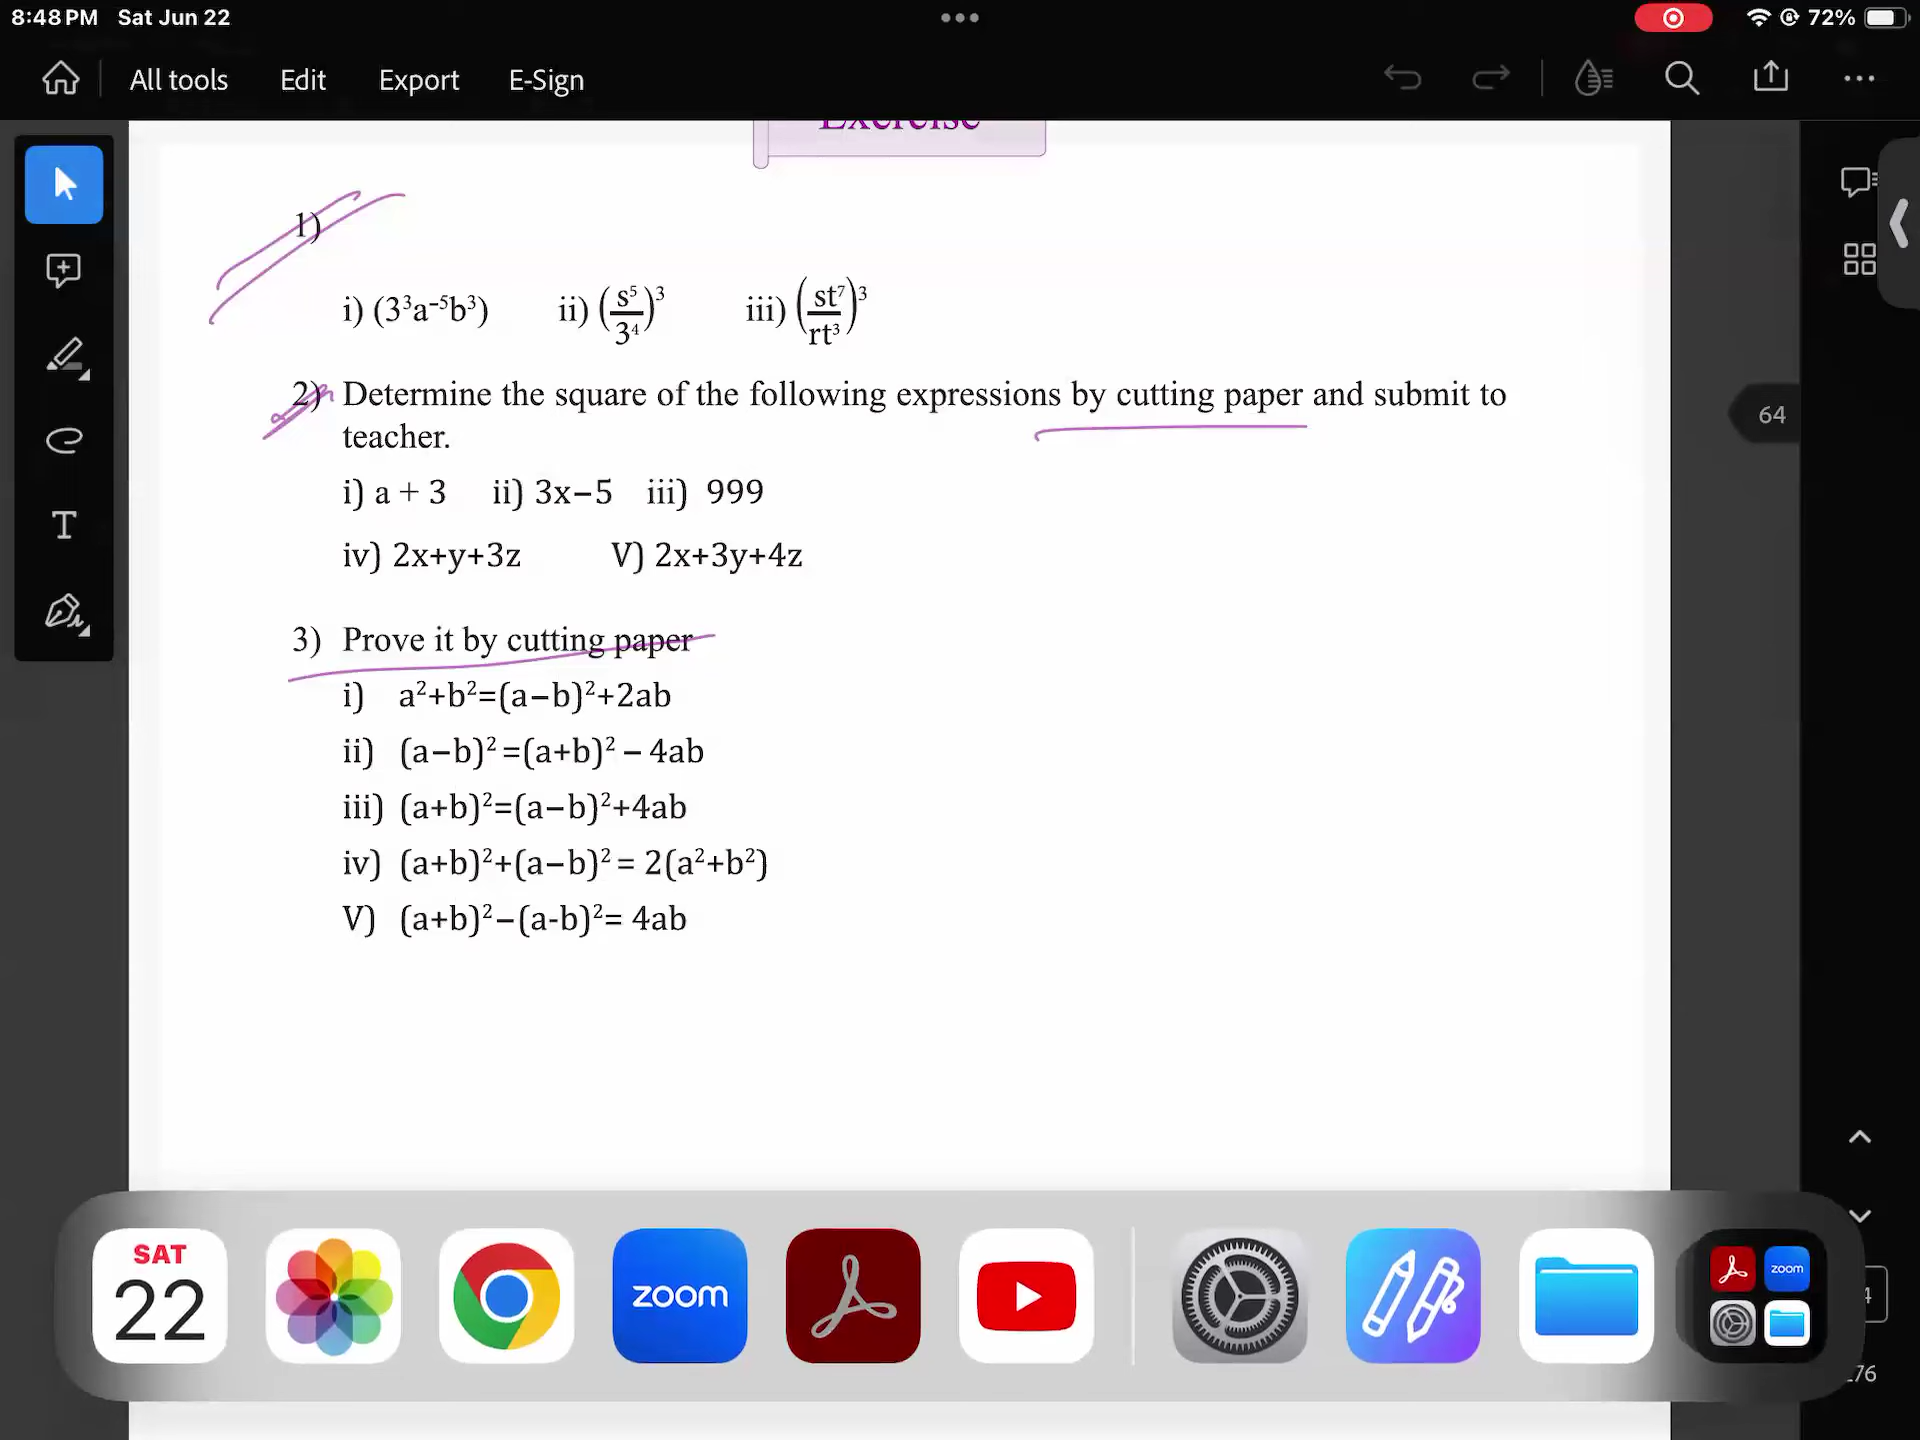 8:48 PM Sat Jun 22
72%
All tools Edit Export E-Sign
Exercise
1)
i) (3³a⁻⁵b³) ii) (s⁵/3⁴)³ iii) (st⁷/rt³)³
2) Determine the square of the following expressions by cutting paper and submit to
teacher.
64
i) a + 3 ii) 3x−5 iii) 999
iv) 2x+y+3z V) 2x+3y+4z
3) Prove it by cutting paper
i) a²+b²=(a−b)²+2ab
ii) (a−b)² =(a+b)² − 4ab
iii) (a+b)²=(a−b)²+4ab
iv) (a+b)²+(a−b)² = 2(a²+b²)
V) (a+b)²−(a-b)²= 4ab
SAT
22
zoom
zoom